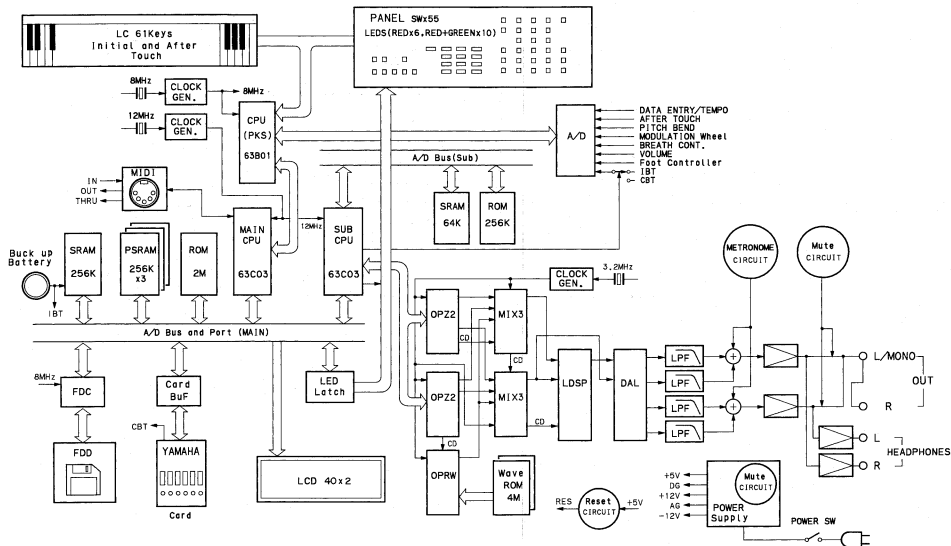 LC 61Keys
Initial and After
Touch
PANEL SWx55
LEDS(REDx6,RED+GREENx10)
8MHz
CLOCK
GEN.
8MHz
12MHz
CLOCK
GEN.
CPU
(PKS)
63B01
A/D
DATA ENTRY/TEMPO
AFTER TOUCH
PITCH BEND
MODULATION Wheel
BREATH CONT.
VOLUME
Foot Controller
IBT
CBT
A/D Bus(Sub)
MIDI
IN
OUT
THRU
SRAM
64K
ROM
256K
Buck up
Battery
IBT
SRAM
256K
PSRAM
256K
x3
ROM
2M
MAIN
CPU
63C03
12MHz
SUB
CPU
63C03
METRONOME
CIRCUIT
Mute
CIRCUIT
CLOCK
GEN.
3.2MHz
A/D Bus and Port (MAIN)
OPZ2
MIX3
CD
CD
LPF
LPF
LPF
LPF
L/MONO
OUT
R
8MHz
FDC
Card
BuF
LED
Latch
OPZ2
MIX3
LDSP
DAL
CD
CD
L
HEADPHONES
R
FDD
CBT
YAMAHA
Card
LCD 40x2
OPRW
Wave
ROM
4M
RES
Reset
CIRCUIT
+5V
+5V
DG
+12V
AG
-12V
Mute
CIRCUIT
POWER
Supply
POWER SW